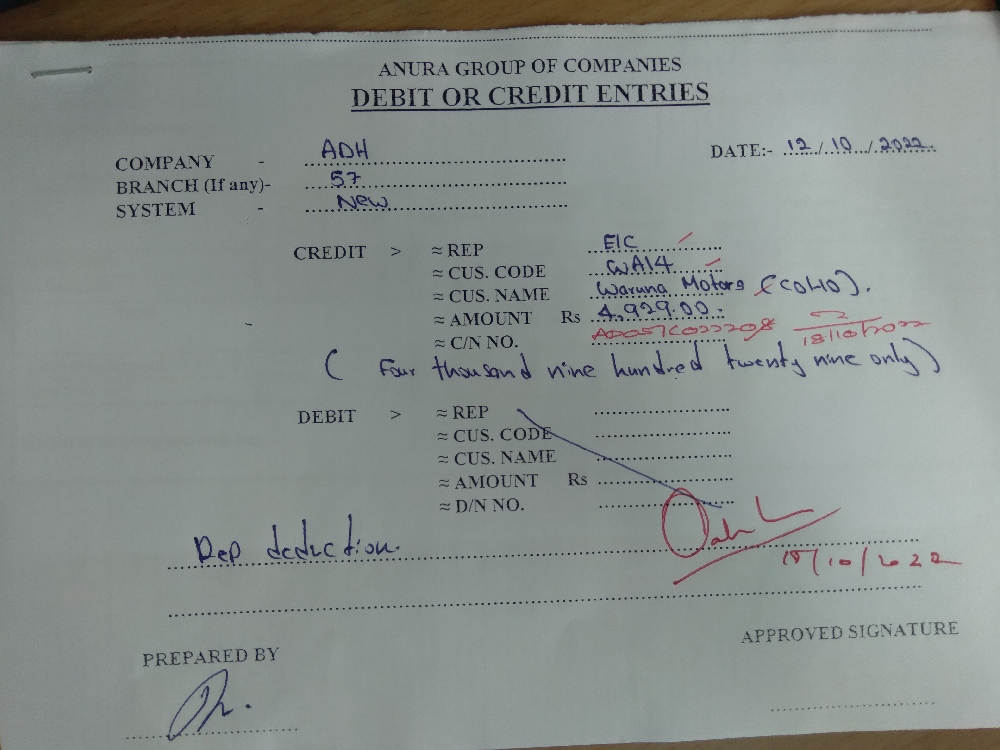 ANURA GROUP OF COMPANIES
DEBIT OR CREDIT ENTRIES
COMPANY - ADH DATE:- 12/10/2022.
BRANCH (If any)- 57
SYSTEM - New
CREDIT > ≈ REP EIC
≈ CUS. CODE WA14
≈ CUS. NAME Waruna Motors
≈ AMOUNT Rs 4,929.00
≈ C/N NO. 18/10/2022
( Four thousand nine hundred twenty nine only)
DEBIT > ≈ REP
≈ CUS. CODE
≈ CUS. NAME
≈ AMOUNT Rs
≈ D/N NO.
Rep deduction.
18/10/2022
APPROVED SIGNATURE
PREPARED BY